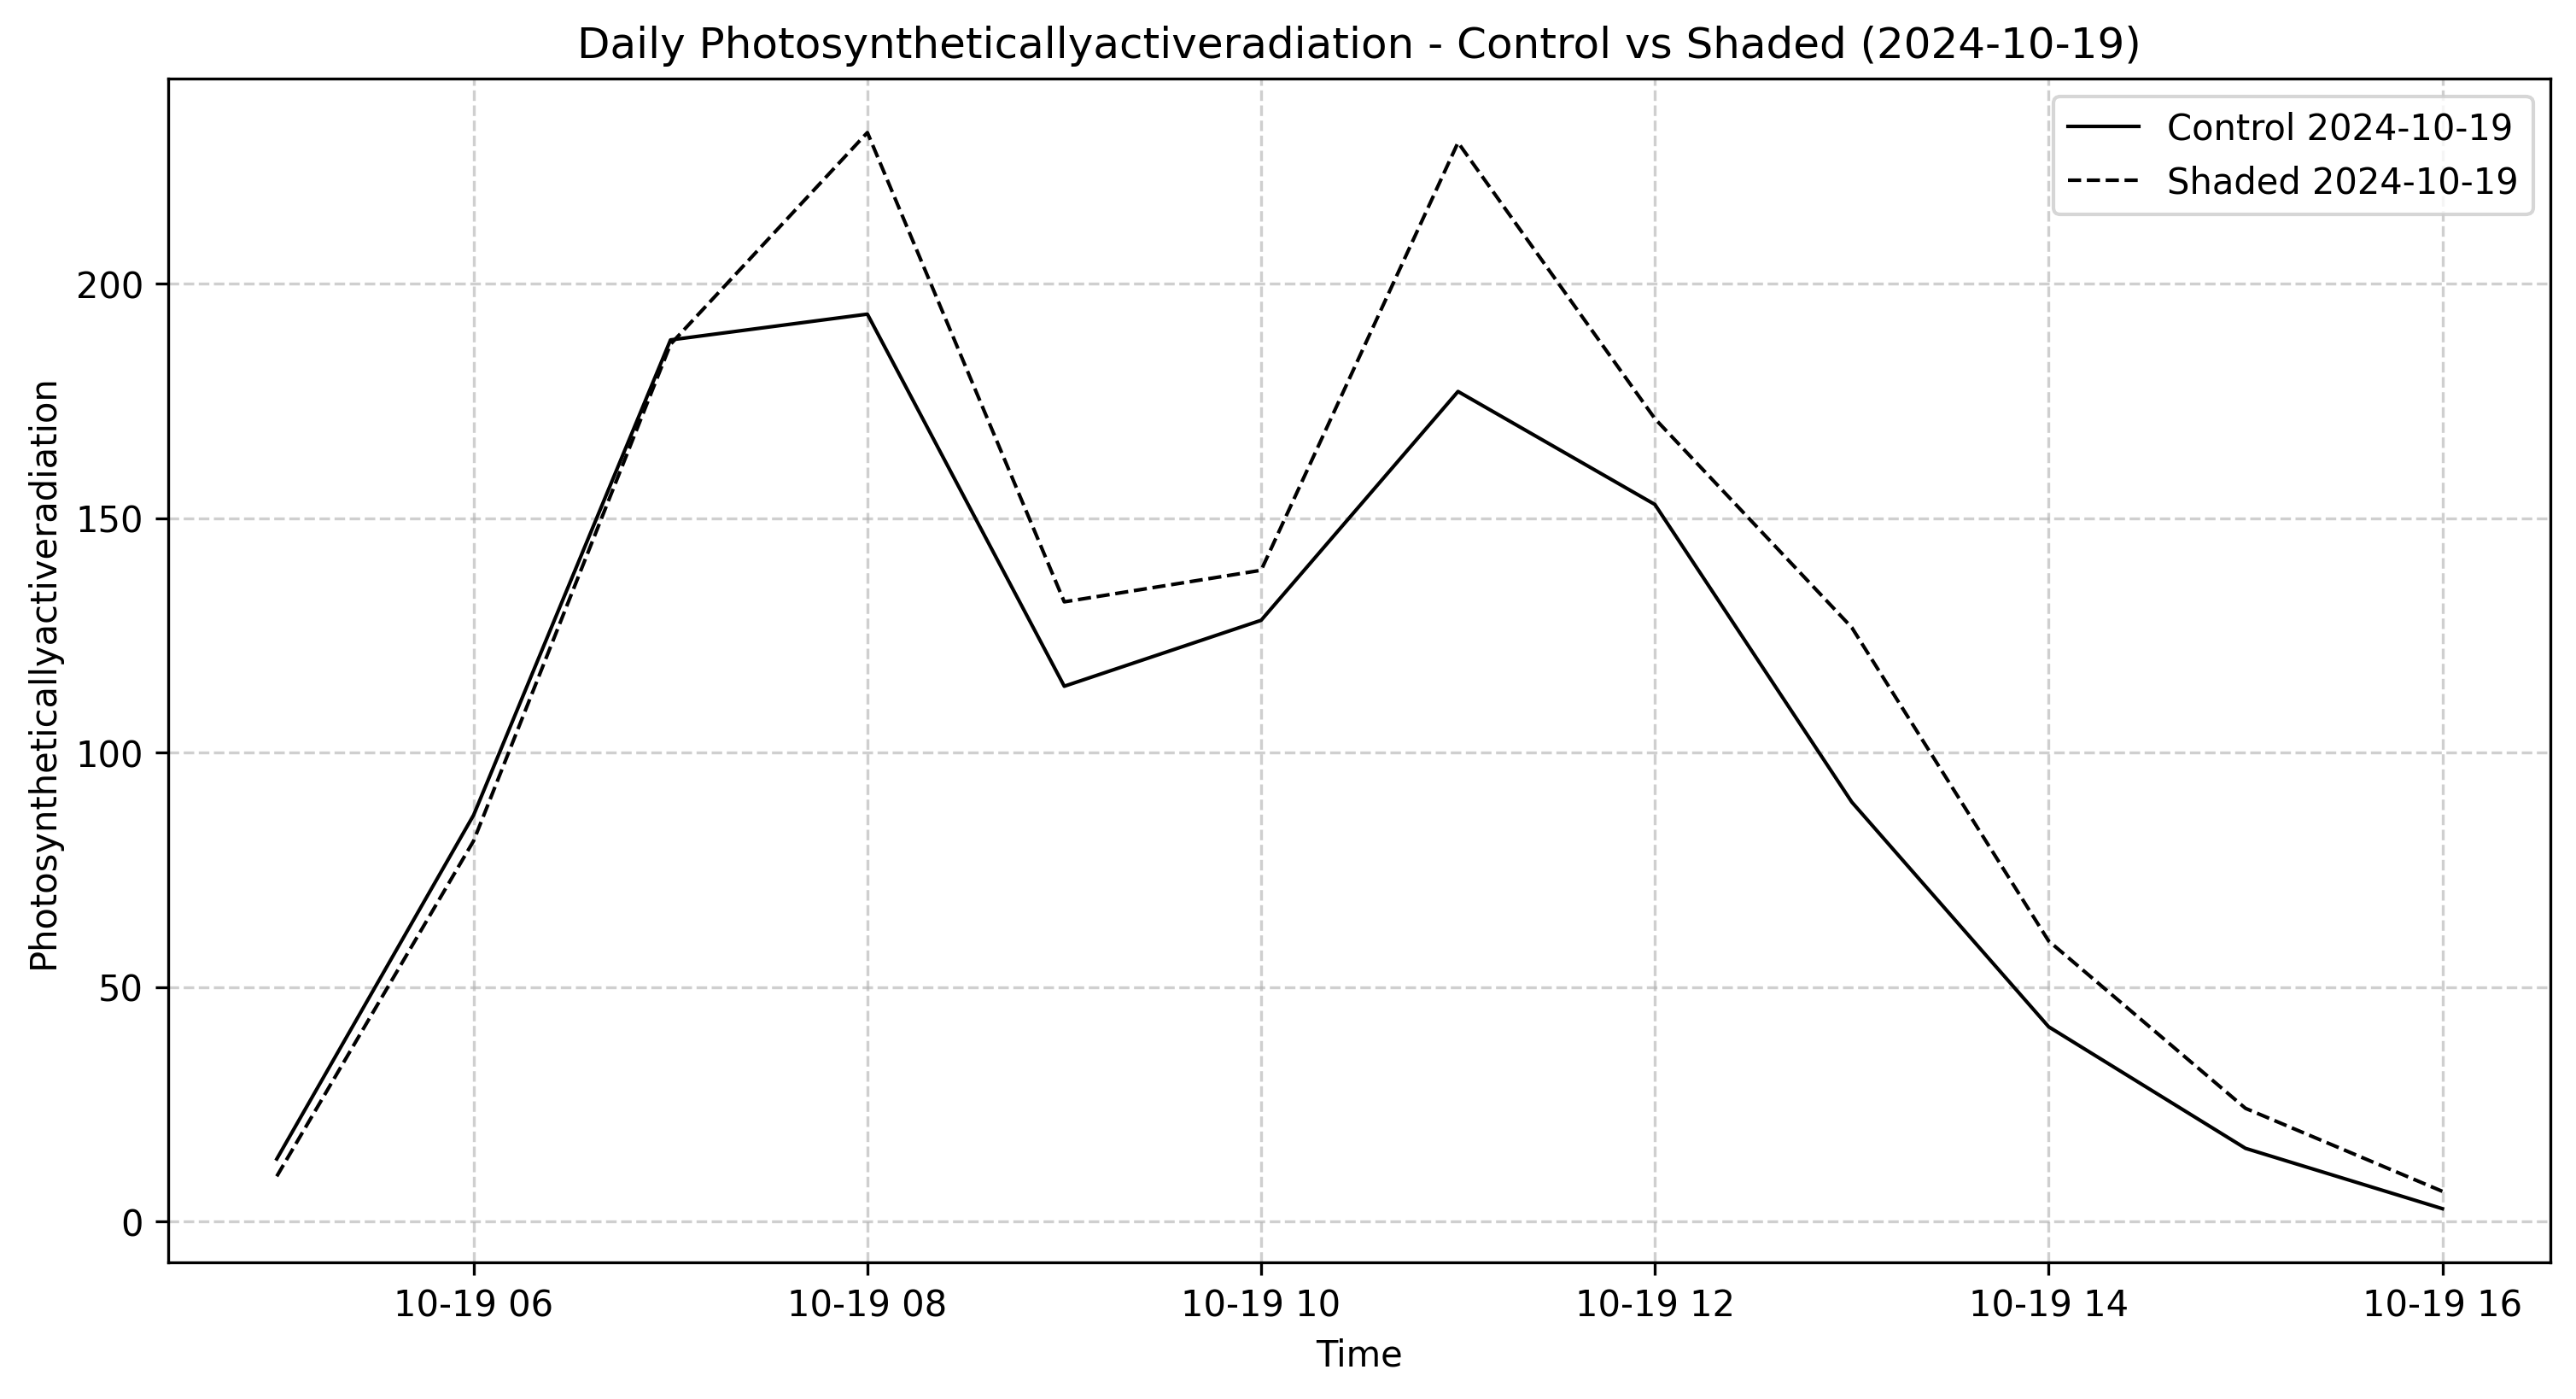 Daily Photosyntheticallyactiveradiation - Control vs Shaded (2024-10-19)
Control 2024-10-19
Shaded 2024-10-19
Photosyntheticallyactiveradiation
200
150
100
50
0
10-19 06
10-19 08
10-19 10
10-19 12
10-19 14
10-19 16
Time